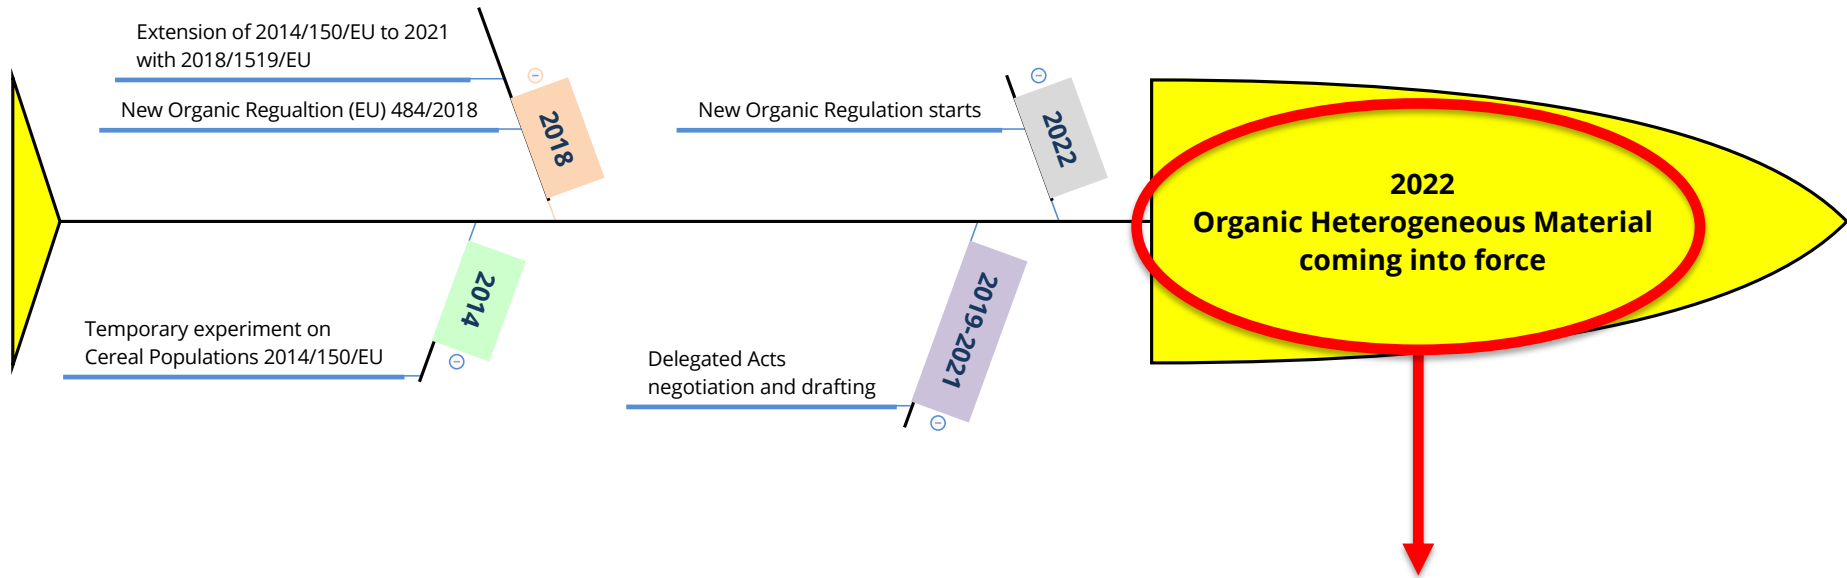 Extension of 2014/150/EU to 2021
with 2018/1519/EU
New Organic Regualtion (EU) 484/2018
2018
New Organic Regulation starts
2022
2022
Organic Heterogeneous Material
coming into force
2014
Temporary experiment on
Cereal Populations 2014/150/EU
2019-2021
Delegated Acts
negotiation and drafting